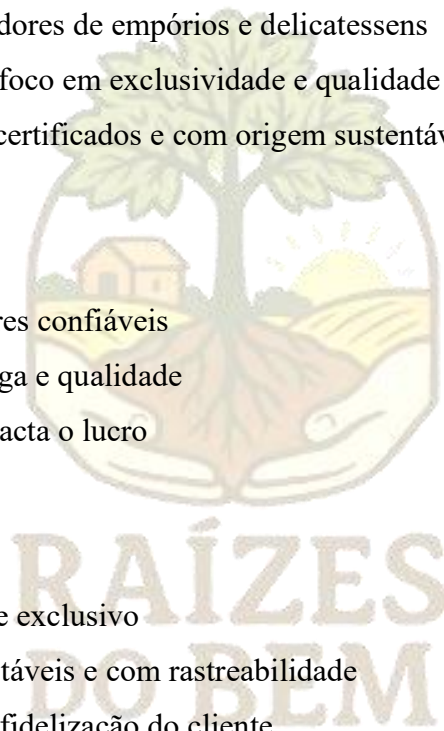 dores de empórios e delicatessens
foco em exclusividade e qualidade
certificados e com origem sustentáv
res confiáveis
ga e qualidade
acta o lucro
RAÍZES
e exclusivo
táveis e com rastreabilidade
DO BEM
fidelização do cliente